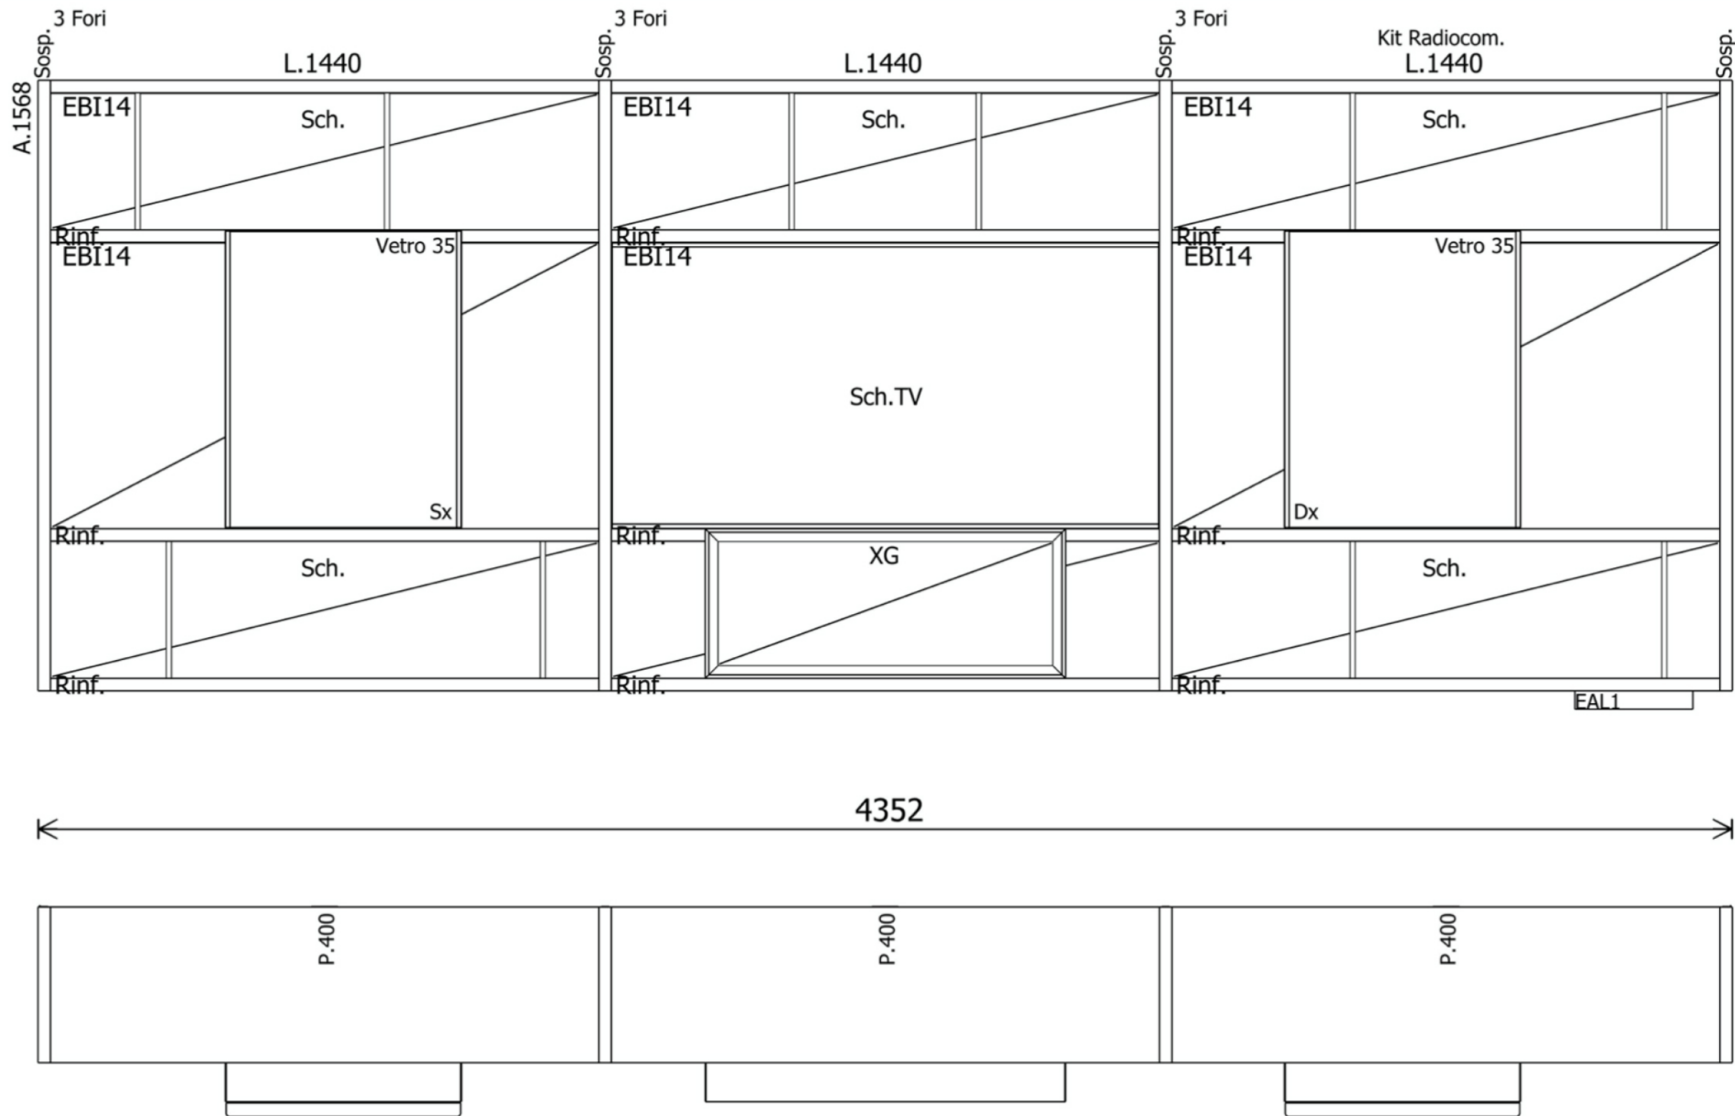 3 Fori
3 Fori
3 Fori
Kit Radiocom.
Sosp.
L.1440
Sosp.
L.1440
Sosp.
L.1440
Sosp.
A.1568
EBI14
Sch.
EBI14
Sch.
EBI14
Sch.
Rinf.
EBI14
Vetro 35
Rinf.
EBI14
Rinf.
EBI14
Vetro 35
Sch.TV
Sx
Dx
Rinf.
Sch.
Rinf.
XG
Rinf.
Sch.
Rinf.
Rinf.
Rinf.
EAL1
4352
P.400
P.400
P.400